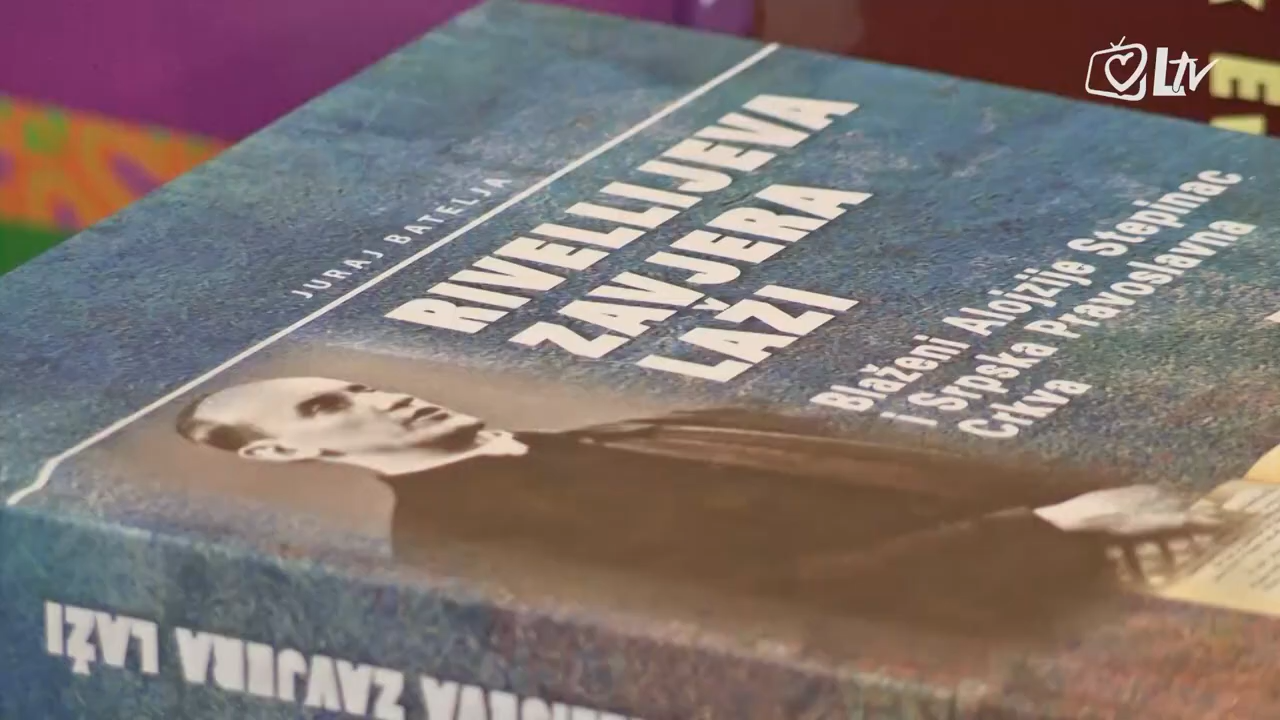 Ltv
JURAJ BATELJA
RIVELLIJEVA
ZAVJERA
LAŽI
Blaženi Alojzije Stepinac
i Srpska Pravoslavna
Crkva
ZAVJERA LAŽI